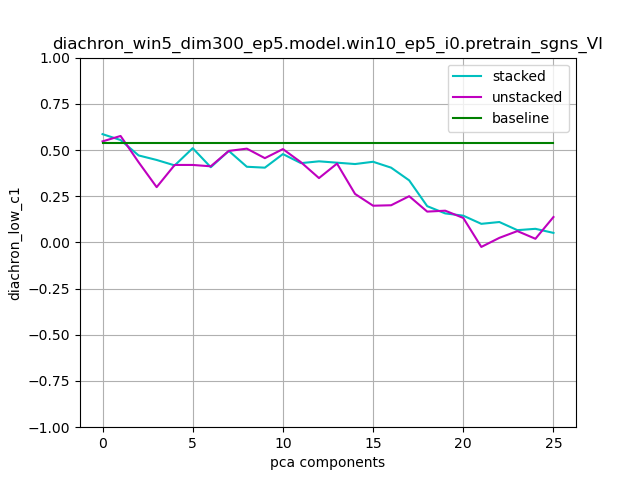 diachron_win5_dim300_ep5.model.win10_ep5_i0.pretrain_sgns_VI
stacked
unstacked
baseline
1.00
0.75
0.50
0.25
0.00
−0.25
−0.50
−0.75
−1.00
diachron_low_c1
0 5 10 15 20 25
pca components